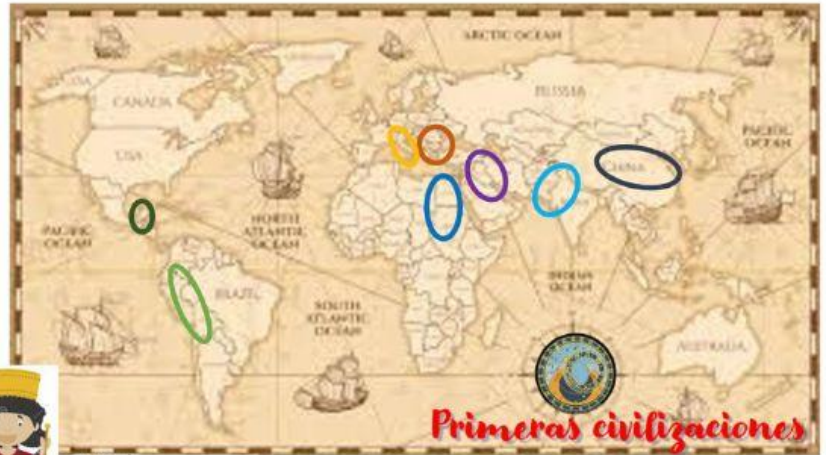 ARCTIC OCEAN
RUSSIA
CANADA
PACIFIC
OCEAN
USA
CHINA
NORTH
ATLANTIC
OCEAN
PACIFIC
OCEAN
INDIAN
OCEAN
BRAZIL
SOUTH
ATLANTIC
OCEAN
AUSTRALIA
Primeras civilizaciones